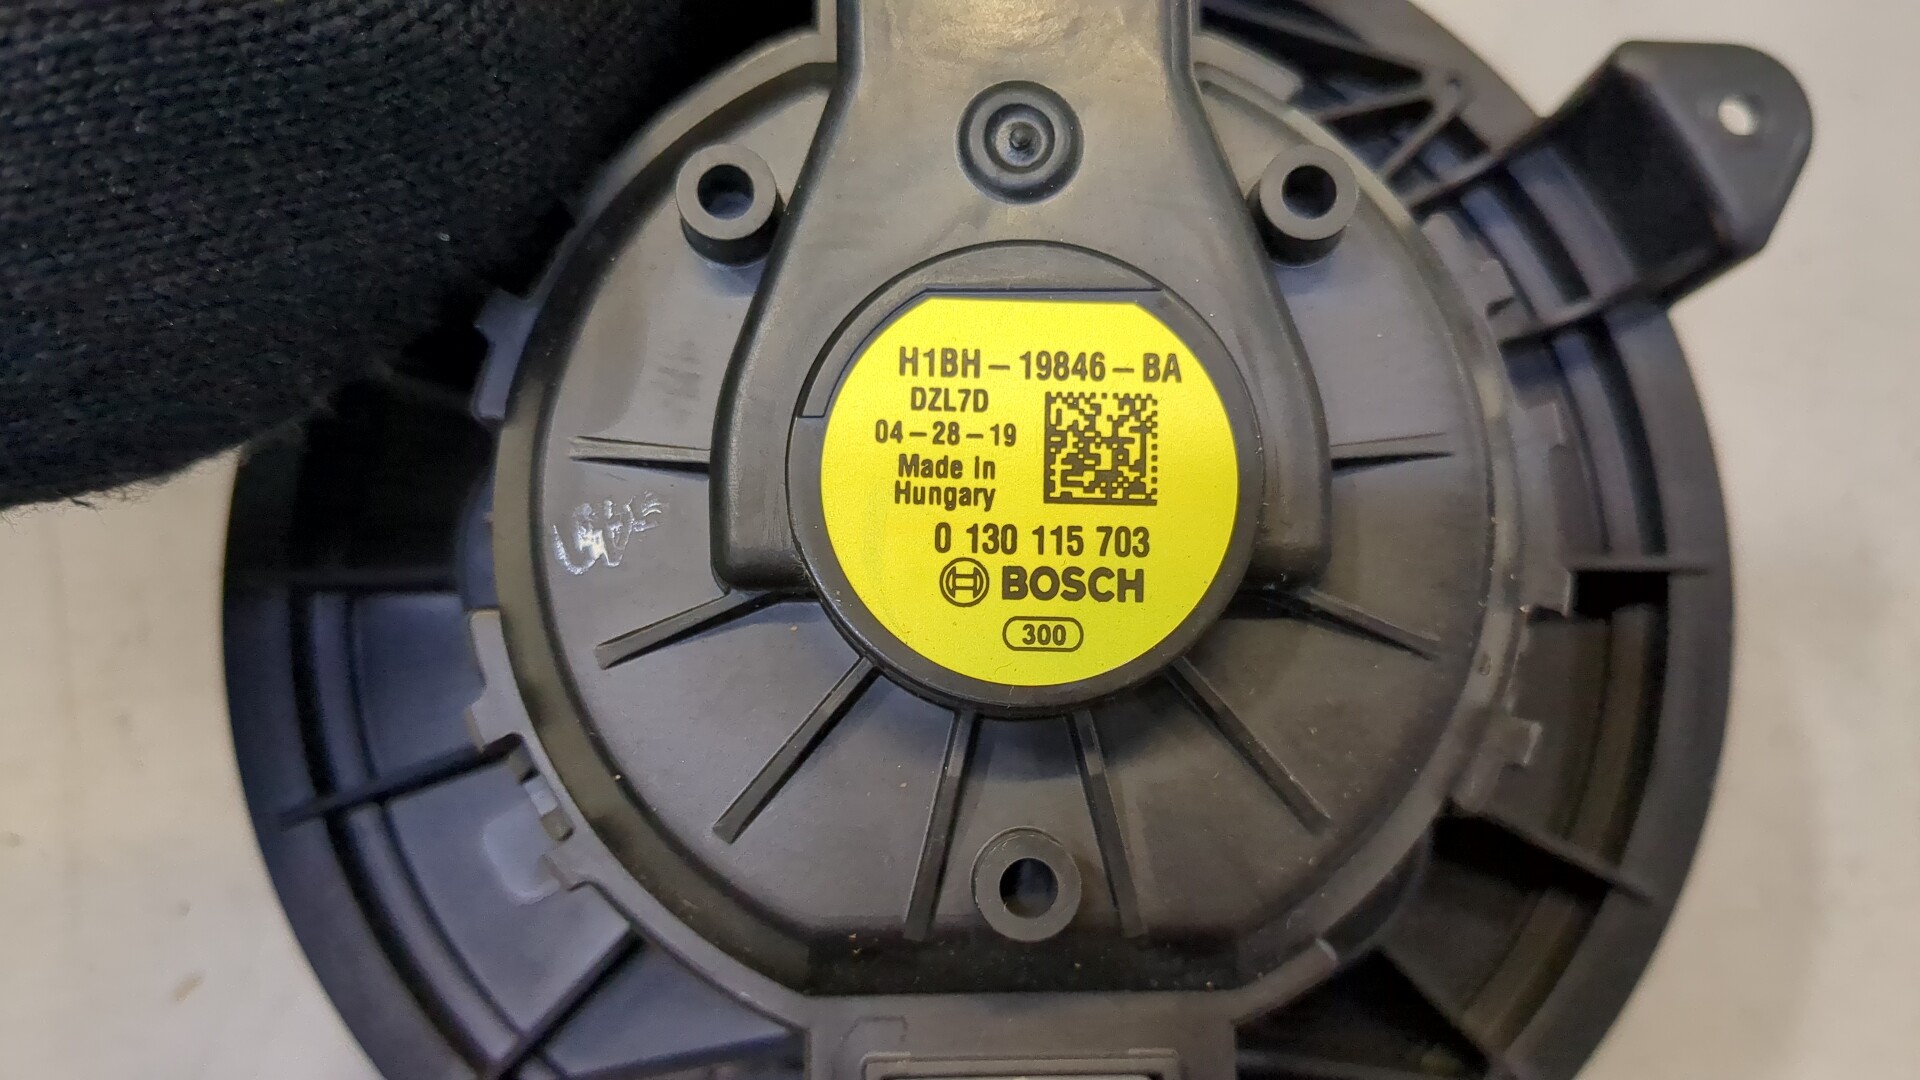 H1BH-19846-BA
DZL7D
04-28-19
Made in
Hungary
0 130 115 703
BOSCH
300